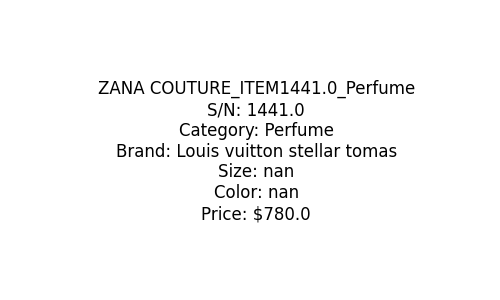 ZANA COUTURE_ITEM1441.0_Perfume
S/N: 1441.0
Category: Perfume
Brand: Louis vuitton stellar tomas
Size: nan
Color: nan
Price: $780.0